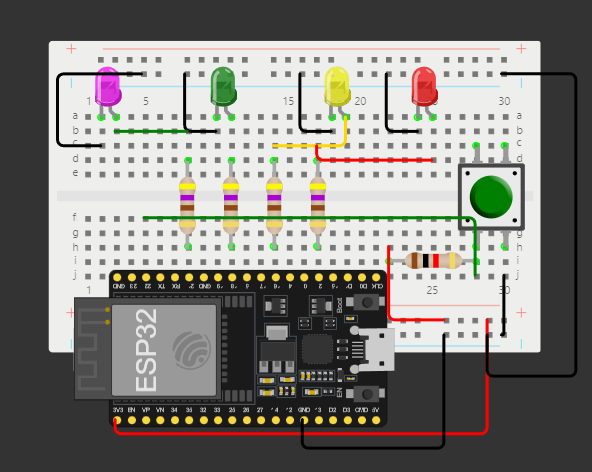 1 5 15 20 30
a a
b b
c c
d d
e
f
g
h h
i i
j j
1 25 30
GND 23 22 TX RX 21 GND 19 18 5 17 16 4 0 2 15 D1 D0 CLK
Boot
ESP32
EN
3V3 EN VP VN 34 35 32 33 25 26 27 14 12 GND 13 D2 D3 CMD 5V